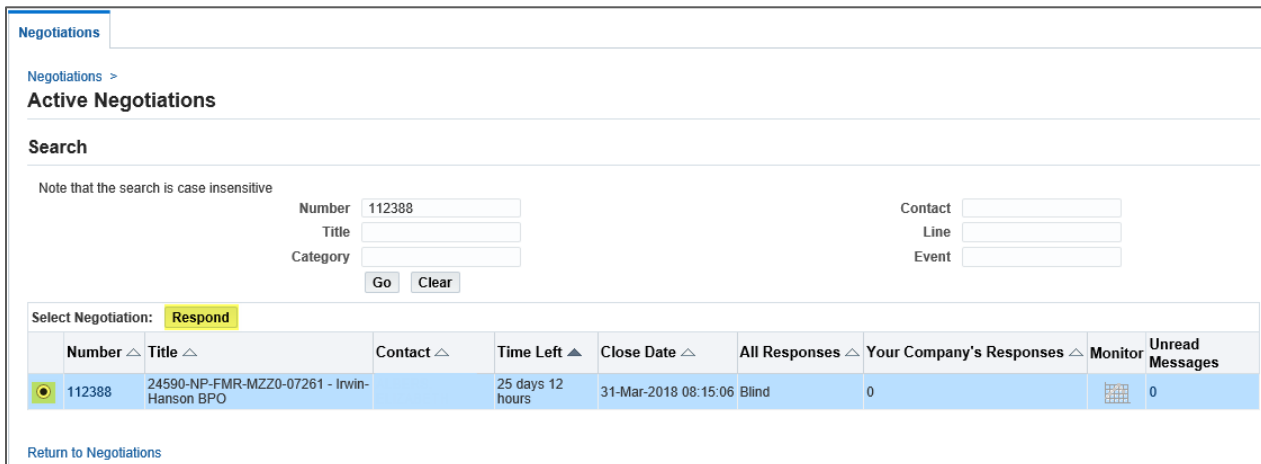 Negotiations
Negotiations >
Active Negotiations
Search
Note that the search is case insensitive
Number 112388 Contact
Title Line
Category Event
Go Clear
Select Negotiation: Respond
Number Title Contact Time Left Close Date All Responses Your Company's Responses Monitor Unread Messages
112388 24590-NP-FMR-MZZ0-07261 - Irwin-Hanson BPO 25 days 12 hours 31-Mar-2018 08:15:06 Blind 0 0
Return to Negotiations